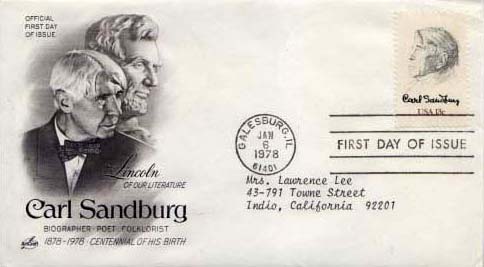 OFFICIAL
FIRST DAY
OF ISSUE
Lincoln
OF OUR LITERATURE
Carl Sandburg
BIOGRAPHER · POET · FOLKLORIST
1878-1978 · CENTENNIAL OF HIS BIRTH
ArtCraft
Carl Sandburg
USA 13c
GALESBURG, IL
JAN
6
1978
61401
FIRST DAY OF ISSUE
Mrs. Lawrence Lee
43-791 Towne Street
Indio, California 92201